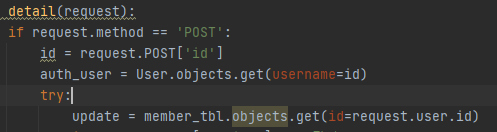 detail(request):
if request.method == 'POST':
id = request.POST['id']
auth_user = User.objects.get(username=id)
try:
update = member_tbl.objects.get(id=request.user.id)